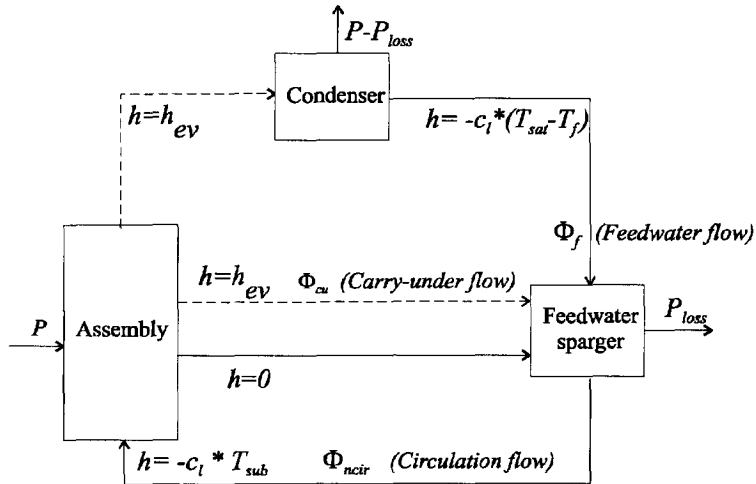 P-P_loss
Condenser
h=h_ev
h= -c_l*(T_sat-T_f)
Φ_f (Feedwater flow)
h=h_ev Φ_cu (Carry-under flow)
P
Assembly
Feedwater
sparger
P_loss
h=0
h= -c_l * T_sub Φ_ncir (Circulation flow)